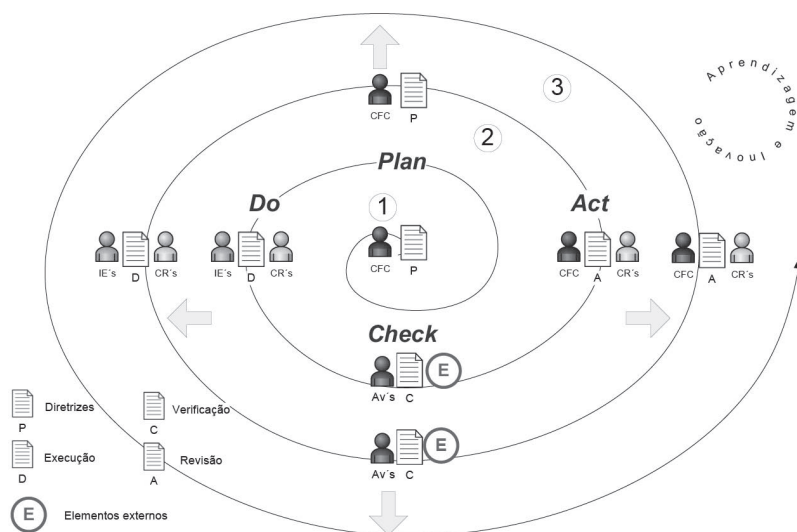 3
CFC
P
2
Aprendizagem e Inovação
Plan
Do
1
Act
IE´s
D
CR´s
IE´s
D
CR´s
CFC
P
CFC
A
CR´s
CFC
A
CR´s
Check
E
Av´s
C
E
Av´s
C
P
Diretrizes
C
Verificação
D
Execução
A
Revisão
E
Elementos externos